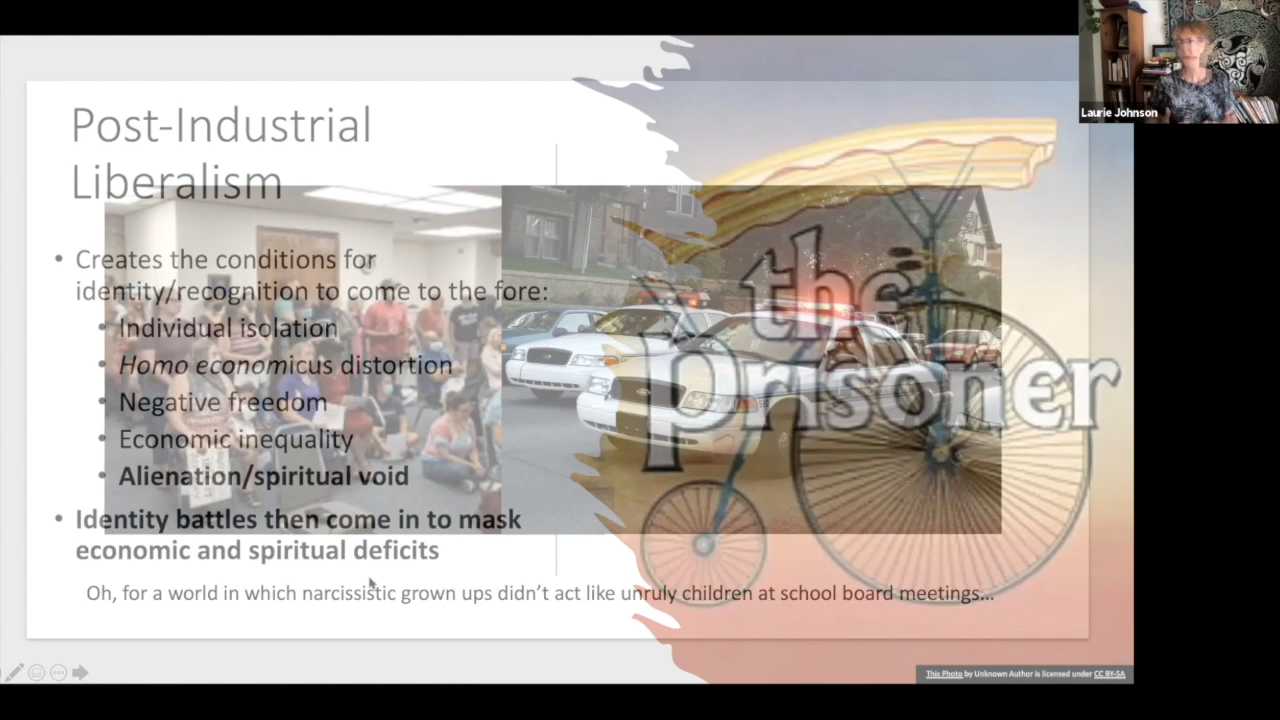 Laurie Johnson
Post-Industrial
Liberalism
• Creates the conditions for
identity/recognition to come to the fore:
• Individual isolation
• Homo economicus distortion
• Negative freedom
• Economic inequality
• Alienation/spiritual void
• Identity battles then come in to mask
economic and spiritual deficits
Oh, for a world in which narcissistic grown ups didn't act like unruly children at school board meetings...
the
Prisoner
This Photo by Unknown Author is licensed under CC BY-SA